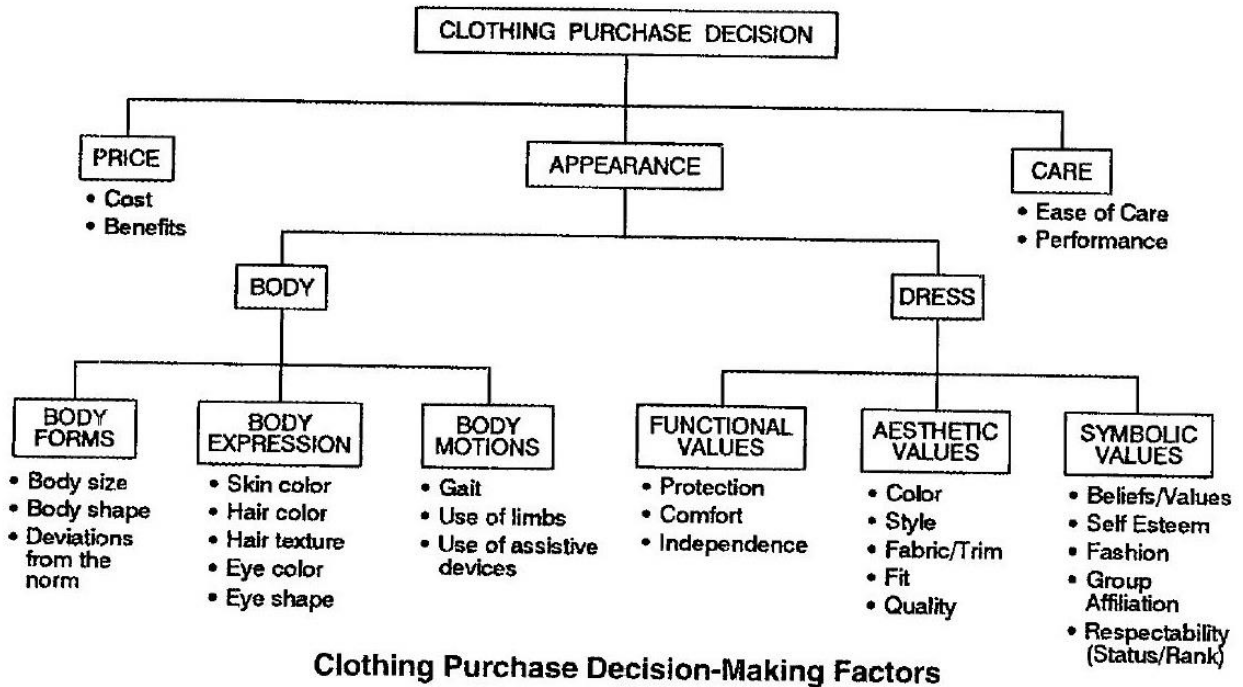 CLOTHING PURCHASE DECISION
PRICE
• Cost
• Benefits
APPEARANCE
CARE
• Ease of Care
• Performance
BODY
DRESS
BODY
FORMS
• Body size
• Body shape
• Deviations
from the
norm
BODY
EXPRESSION
• Skin color
• Hair color
• Hair texture
• Eye color
• Eye shape
BODY
MOTIONS
• Gait
• Use of limbs
• Use of assistive
devices
FUNCTIONAL
VALUES
• Protection
• Comfort
• Independence
AESTHETIC
VALUES
• Color
• Style
• Fabric/Trim
• Fit
• Quality
SYMBOLIC
VALUES
• Beliefs/Values
• Self Esteem
• Fashion
• Group
Affiliation
• Respectability
(Status/Rank)
Clothing Purchase Decision-Making Factors